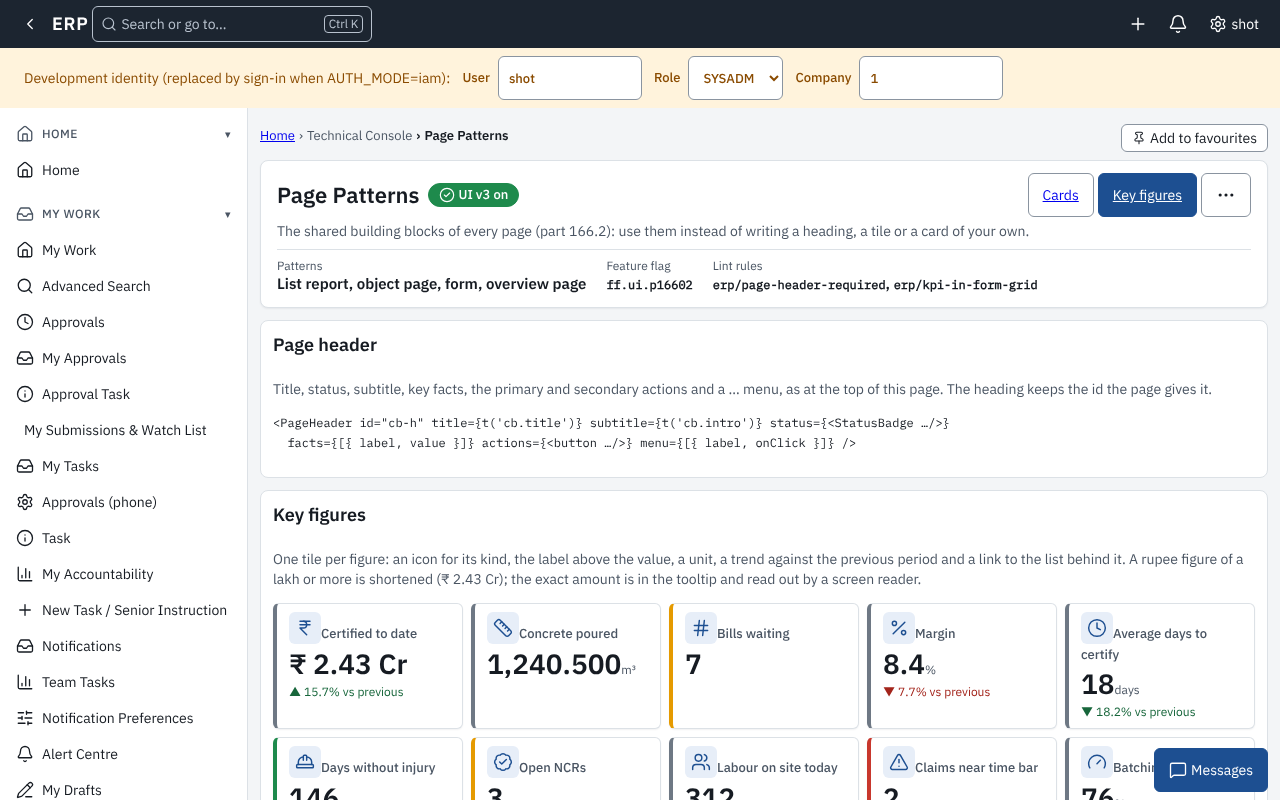 ERP
Search or go to...
Ctrl K
shot
Development identity (replaced by sign-in when AUTH_MODE=iam):
User
shot
Role
SYSADM
Company
1
HOME
Home
MY WORK
My Work
Advanced Search
Approvals
My Approvals
Approval Task
My Submissions & Watch List
My Tasks
Approvals (phone)
Task
My Accountability
New Task / Senior Instruction
Notifications
Team Tasks
Notification Preferences
Alert Centre
My Drafts
Home › Technical Console › Page Patterns
Add to favourites
Page Patterns
UI v3 on
Cards
Key figures
The shared building blocks of every page (part 166.2): use them instead of writing a heading, a tile or a card of your own.
Patterns
List report, object page, form, overview page
Feature flag
ff.ui.p16602
Lint rules
erp/page-header-required, erp/kpi-in-form-grid
Page header
Title, status, subtitle, key facts, the primary and secondary actions and a … menu, as at the top of this page. The heading keeps the id the page gives it.
<PageHeader id="cb-h" title={t('cb.title')} subtitle={t('cb.intro')} status={<StatusBadge …/>}
facts={[{ label, value }]} actions={<button …/>} menu={[{ label, onClick }]} />
Key figures
One tile per figure: an icon for its kind, the label above the value, a unit, a trend against the previous period and a link to the list behind it. A rupee figure of a
lakh or more is shortened (₹ 2.43 Cr); the exact amount is in the tooltip and read out by a screen reader.
Certified to date
₹ 2.43 Cr
▲ 15.7% vs previous
Concrete poured
1,240.500 m³
Bills waiting
7
Margin
8.4%
▼ 7.7% vs previous
Average days to
certify
18 days
▼ 18.2% vs previous
Days without injury
146
Open NCRs
3
Labour on site today
312
Claims near time bar
2
76
Messages